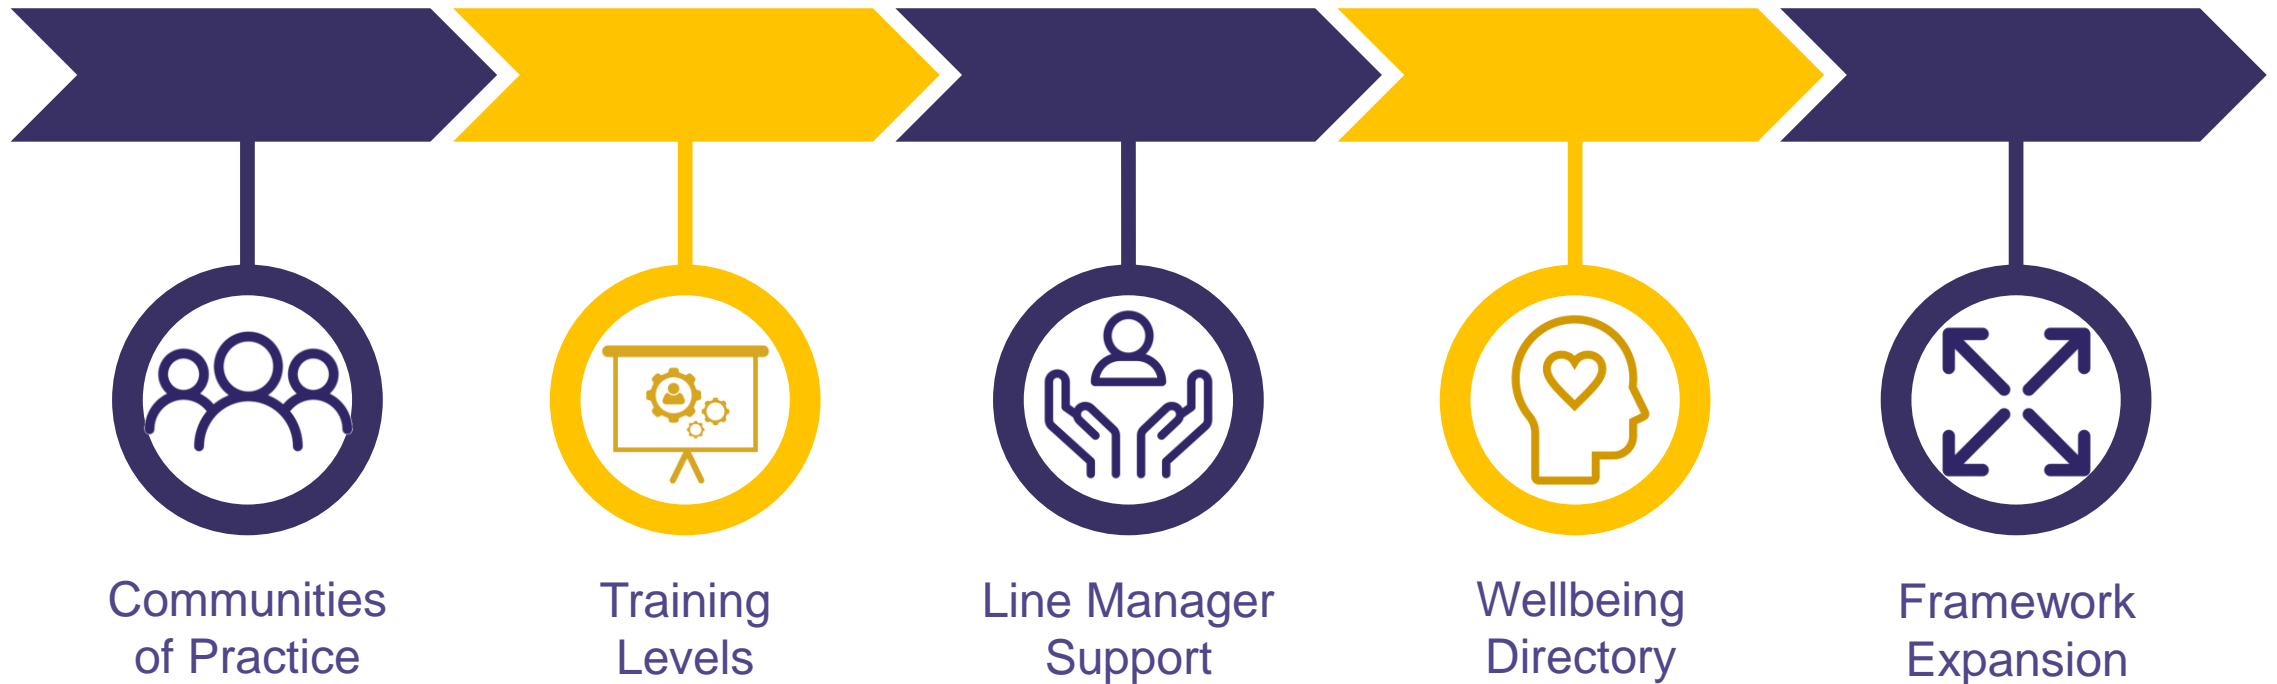 Communities
of Practice
Training
Levels
Line Manager
Support
Wellbeing
Directory
Framework
Expansion